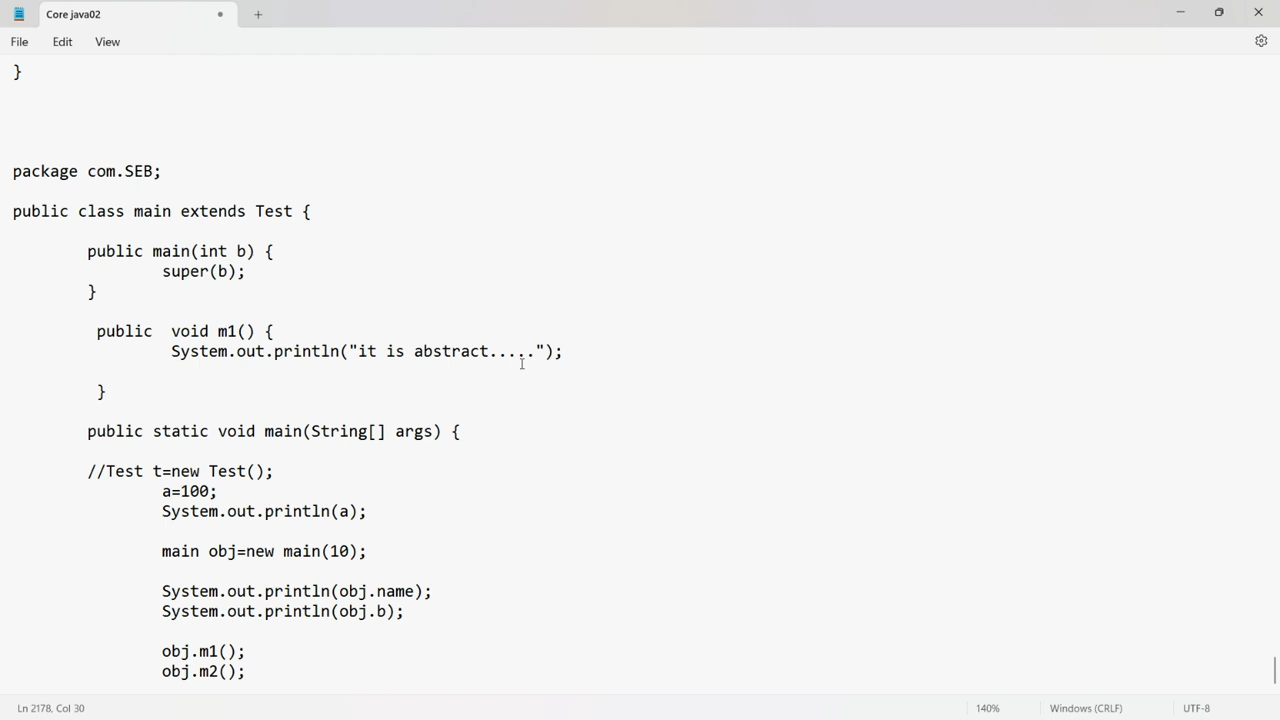 Core java02
File Edit View
}
package com.SEB;
public class main extends Test {
public main(int b) {
super(b);
}
public  void m1() {
System.out.println("it is abstract.....");
}
public static void main(String[] args) {
//Test t=new Test();
a=100;
System.out.println(a);
main obj=new main(10);
System.out.println(obj.name);
System.out.println(obj.b);
obj.m1();
obj.m2();
Ln 2178, Col 30 140% Windows (CRLF) UTF-8